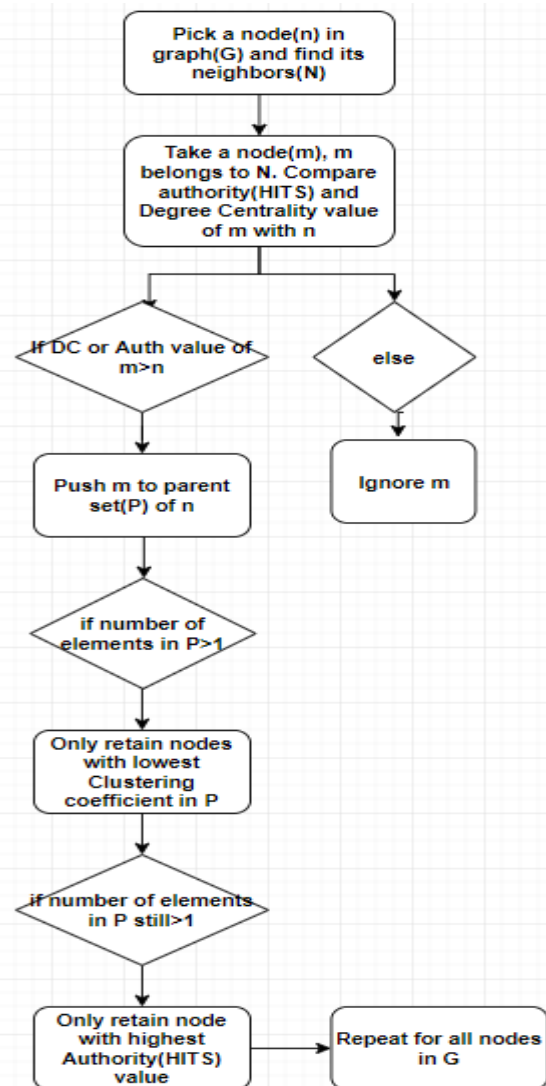 Pick a node(n) in
graph(G) and find its
neighbors(N)
Take a node(m), m
belongs to N. Compare
authority(HITS) and
Degree Centrality value
of m with n
If DC or Auth value of
m>n
else
Push m to parent
set(P) of n
Ignore m
if number of
elements in P>1
Only retain nodes
with lowest
Clustering
coefficient in P
if number of elements
in P still>1
Only retain node
with highest
Authority(HITS)
value
Repeat for all nodes
in G